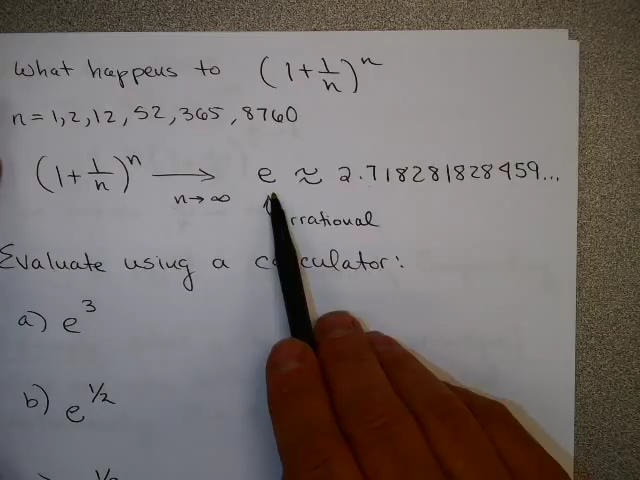 What happens to (1+1/n)^n
n=1,2,12,52,365,8760
(1+1/n)^n → n→∞ e ≈ 2.718281828459...
irrational
Evaluate using a calculator:
a) e^3
b) e^1/2